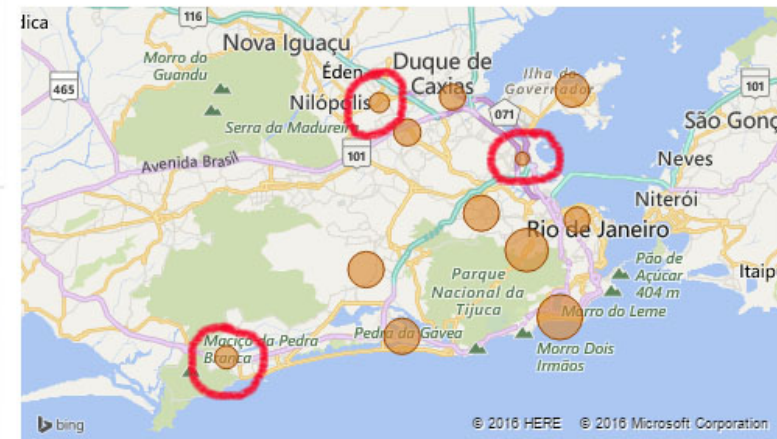 dica
116
Nova Iguaçu
Morro do
Guandu
Éden
Duque de
Caxias
Ilha do
Governador
465
Nilópolis
071
101
São Gonç
Serra da Madureir
101
Avenida Brasil
Neves
Niterói
Rio de Janeiro
Pão de
Açúcar
404 m
Itaip
Parque
Nacional da
Tijuca
Morro do Leme
Maciço da Pedra
Branca
Pedra da Gávea
Morro Dois
Irmãos
bing
© 2016 HERE © 2016 Microsoft Corporation